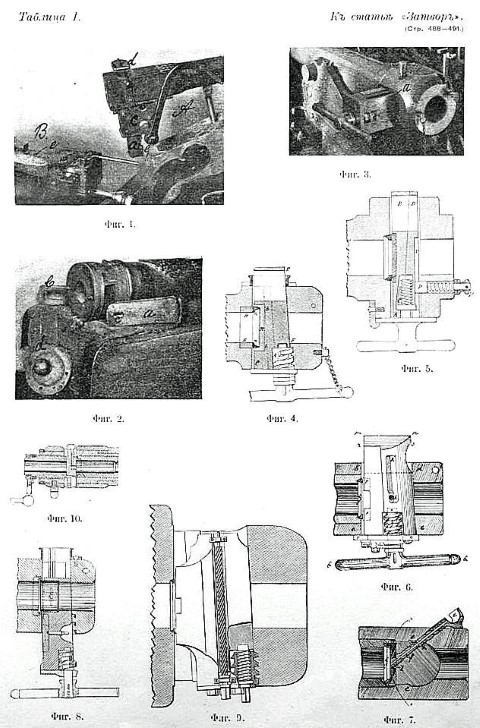 Таблица 1.
Къ статьѣ «Затворъ».
(Стр. 488—491.)
d
A
c
B
e
a
Фиг. 1.
a
Фиг. 3.
b
a
d
Фиг. 2.
Фиг. 4.
Фиг. 5.
Фиг. 10.
Фиг. 6.
Фиг. 8.
Фиг. 9.
Фиг. 7.